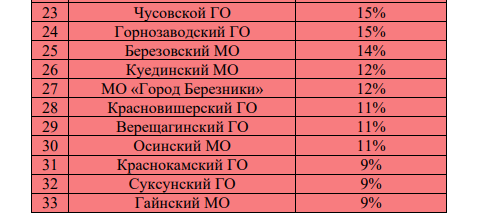 23 Чусовской ГО 15%
24 Горнозаводский ГО 15%
25 Березовский МО 14%
26 Куединский МО 12%
27 МО «Город Березники» 12%
28 Красновишерский ГО 11%
29 Верещагинский ГО 11%
30 Осинский МО 11%
31 Краснокамский ГО 9%
32 Суксунский ГО 9%
33 Гайнский МО 9%